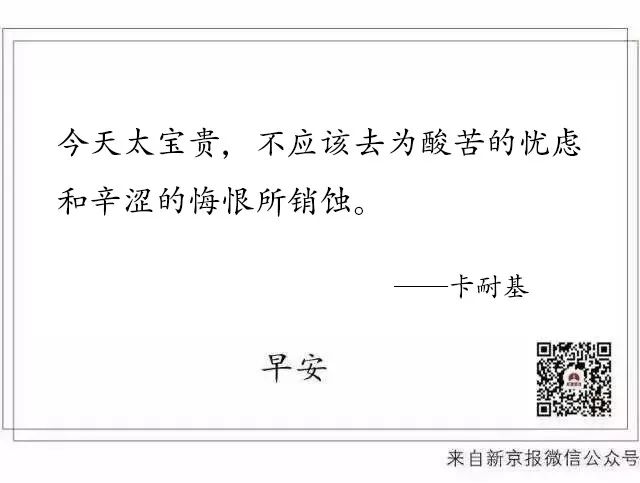 今天太宝贵，不应该去为酸苦的忧虑
和辛涩的悔恨所销蚀。
——卡耐基
早安
来自新京报微信公众号